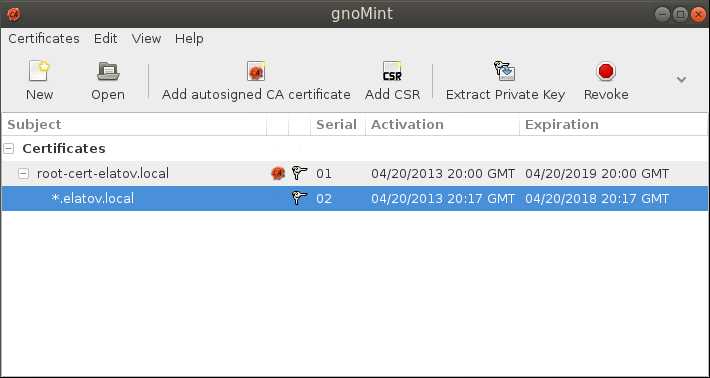 gnoMint
Certificates Edit View Help
CSR
New Open Add autosigned CA certificate Add CSR Extract Private Key Revoke
Subject Serial Activation Expiration
Certificates
root-cert-elatov.local 01 04/20/2013 20:00 GMT 04/20/2019 20:00 GMT
*.elatov.local 02 04/20/2013 20:17 GMT 04/20/2018 20:17 GMT